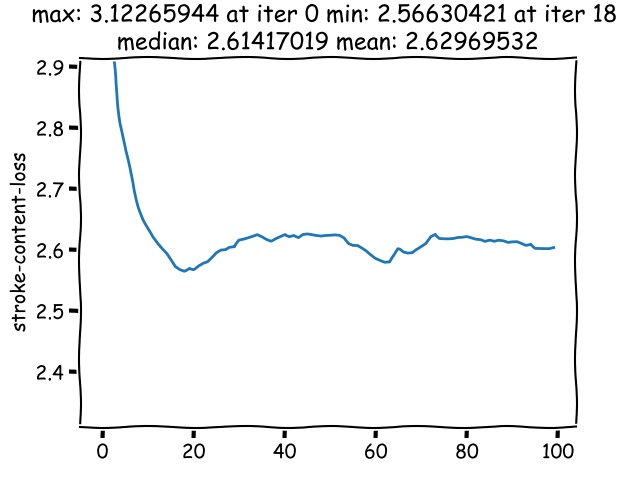 max: 3.12265944 at iter 0 min: 2.56630421 at iter 18
median: 2.61417019 mean: 2.62969532
2.9
2.8
2.7
2.6
2.5
2.4
stroke-content-loss
0 20 40 60 80 100